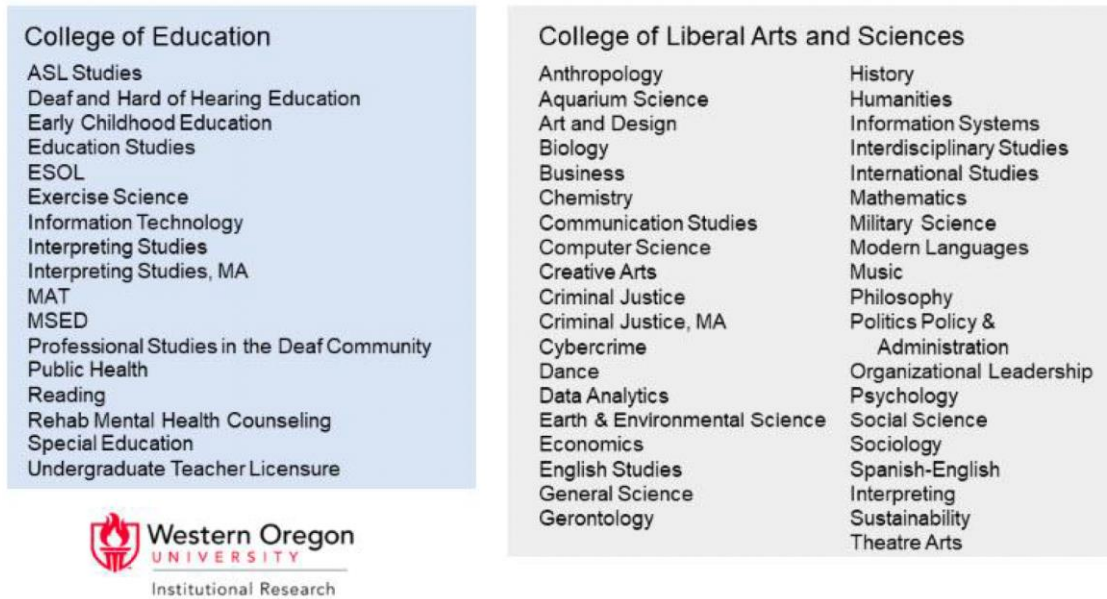 College of Education
ASL Studies
Deaf and Hard of Hearing Education
Early Childhood Education
Education Studies
ESOL
Exercise Science
Information Technology
Interpreting Studies
Interpreting Studies, MA
MAT
MSED
Professional Studies in the Deaf Community
Public Health
Reading
Rehab Mental Health Counseling
Special Education
Undergraduate Teacher Licensure
College of Liberal Arts and Sciences
Anthropology
Aquarium Science
Art and Design
Biology
Business
Chemistry
Communication Studies
Computer Science
Creative Arts
Criminal Justice
Criminal Justice, MA
Cybercrime
Dance
Data Analytics
Earth & Environmental Science
Economics
English Studies
General Science
Gerontology
History
Humanities
Information Systems
Interdisciplinary Studies
International Studies
Mathematics
Military Science
Modern Languages
Music
Philosophy
Politics Policy &
Administration
Organizational Leadership
Psychology
Social Science
Sociology
Spanish-English
Interpreting
Sustainability
Theatre Arts
Western Oregon
UNIVERSITY
Institutional Research